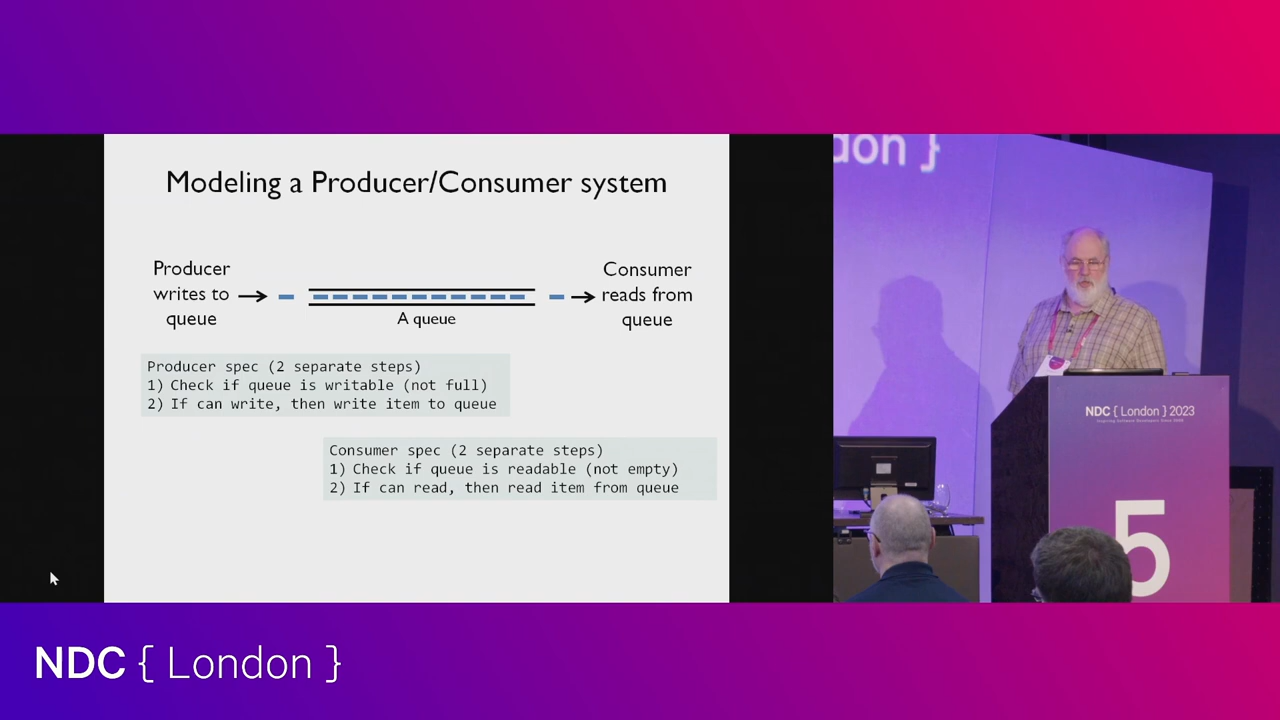 Modeling a Producer/Consumer system
Producer
writes to
queue
A queue
Consumer
reads from
queue
Producer spec (2 separate steps)
1) Check if queue is writable (not full)
2) If can write, then write item to queue
Consumer spec (2 separate steps)
1) Check if queue is readable (not empty)
2) If can read, then read item from queue
don }
NDC { London } 2023
5
NDC { London }